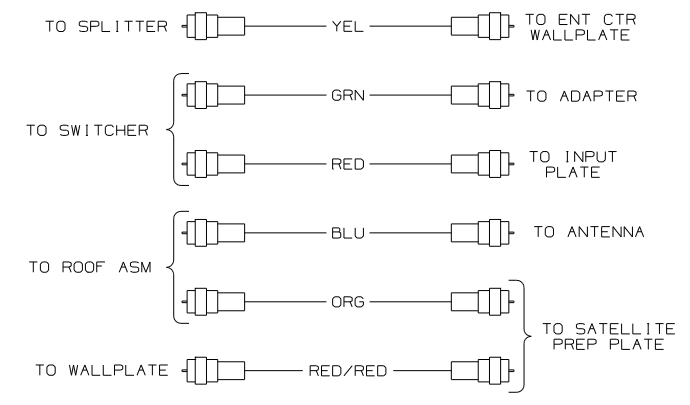 TO SPLITTER
YEL
TO ENT CTR
WALLPLATE
TO SWITCHER
GRN
TO ADAPTER
RED
TO INPUT
PLATE
TO ROOF ASM
BLU
TO ANTENNA
ORG
TO SATELLITE
PREP PLATE
TO WALLPLATE
RED/RED